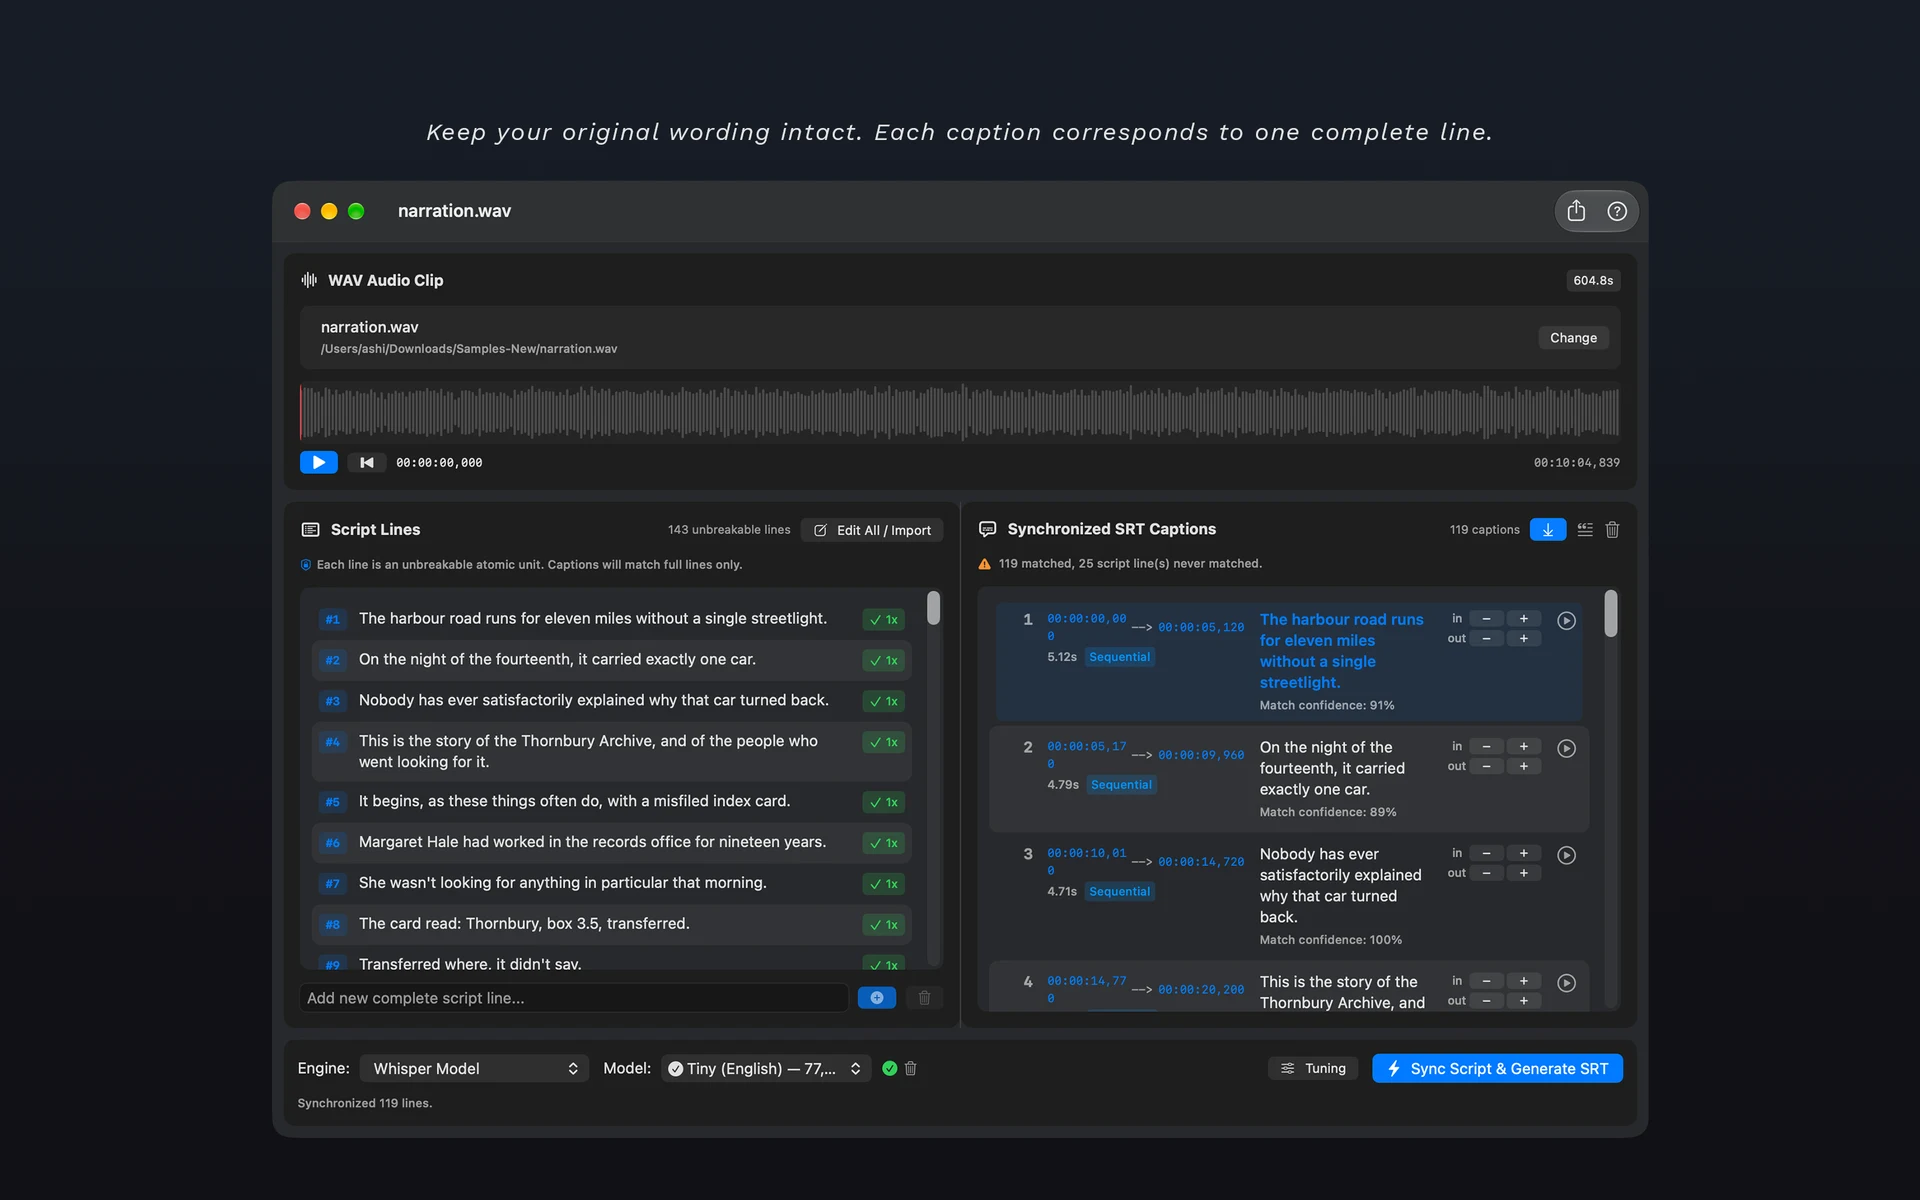 Keep your original wording intact. Each caption corresponds to one complete line.
narration.wav
WAV Audio Clip
604.8s
narration.wav
/Users/ashi/Downloads/Samples-New/narration.wav
Change
00:00:00,000
00:10:04,839
Script Lines
143 unbreakable lines
Edit All / Import
Each line is an unbreakable atomic unit. Captions will match full lines only.
#1 The harbour road runs for eleven miles without a single streetlight. ✓ 1x
#2 On the night of the fourteenth, it carried exactly one car. ✓ 1x
#3 Nobody has ever satisfactorily explained why that car turned back. ✓ 1x
#4 This is the story of the Thornbury Archive, and of the people who ✓ 1x
went looking for it.
#5 It begins, as these things often do, with a misfiled index card. ✓ 1x
#6 Margaret Hale had worked in the records office for nineteen years. ✓ 1x
#7 She wasn't looking for anything in particular that morning. ✓ 1x
#8 The card read: Thornbury, box 3.5, transferred. ✓ 1x
#9 Transferred where, it didn't say. ✓ 1x
Add new complete script line...
Synchronized SRT Captions
119 captions
119 matched, 25 script line(s) never matched.
1
00:00:00,00
0
--> 00:00:05,120
5.12s Sequential
The harbour road runs
for eleven miles
without a single
streetlight.
Match confidence: 91%
in − +
out − +
2
00:00:05,17
0
--> 00:00:09,960
4.79s Sequential
On the night of the
fourteenth, it carried
exactly one car.
Match confidence: 89%
in − +
out − +
3
00:00:10,01
0
--> 00:00:14,720
4.71s Sequential
Nobody has ever
satisfactorily explained
why that car turned
back.
Match confidence: 100%
in − +
out − +
4
00:00:14,77
0
--> 00:00:20,200
This is the story of the
Thornbury Archive, and
in − +
out − +
Engine: Whisper Model
Model: Tiny (English) — 77,...
Tuning
Sync Script & Generate SRT
Synchronized 119 lines.